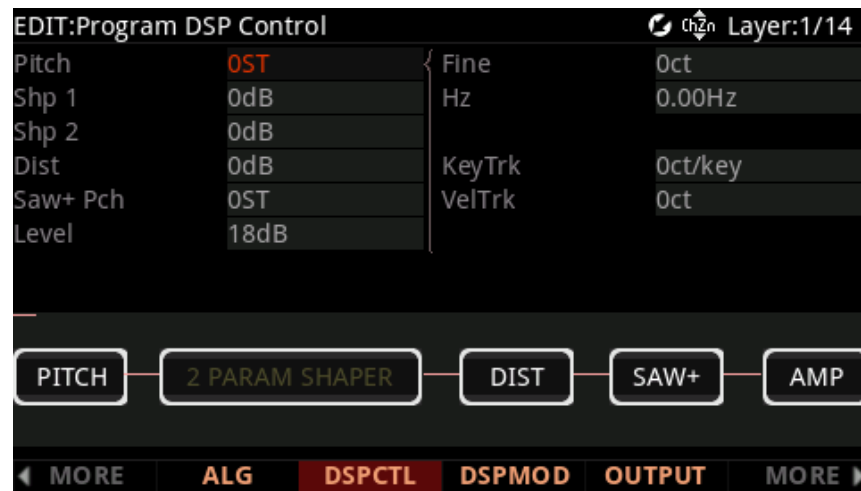 EDIT:Program DSP Control ChZn Layer:1/14
Pitch 0ST Fine 0ct
Shp 1 0dB Hz 0.00Hz
Shp 2 0dB
Dist 0dB KeyTrk 0ct/key
Saw+ Pch 0ST VelTrk 0ct
Level 18dB
PITCH 2 PARAM SHAPER DIST SAW+ AMP
MORE ALG DSPCTL DSPMOD OUTPUT MORE